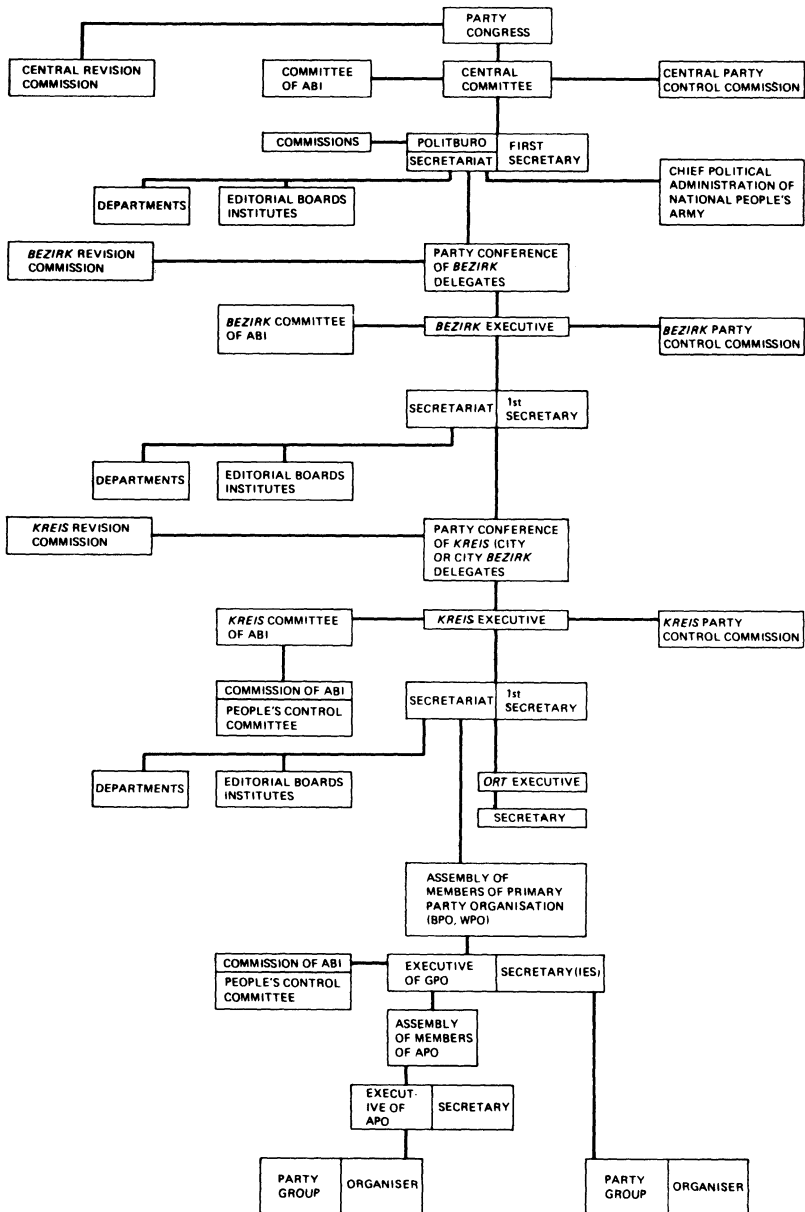 PARTY
CONGRESS
CENTRAL REVISION
COMMISSION
COMMITTEE
OF ABI
CENTRAL
COMMITTEE
CENTRAL PARTY
CONTROL COMMISSION
COMMISSIONS
POLITBURO
SECRETARIAT
FIRST
SECRETARY
DEPARTMENTS
EDITORIAL BOARDS
INSTITUTES
CHIEF POLITICAL
ADMINISTRATION OF
NATIONAL PEOPLE'S
ARMY
BEZIRK REVISION
COMMISSION
PARTY CONFERENCE
OF BEZIRK
DELEGATES
BEZIRK COMMITTEE
OF ABI
BEZIRK EXECUTIVE
BEZIRK PARTY
CONTROL COMMISSION
SECRETARIAT
1st
SECRETARY
DEPARTMENTS
EDITORIAL BOARDS
INSTITUTES
KREIS REVISION
COMMISSION
PARTY CONFERENCE
OF KREIS (CITY
OR CITY BEZIRK
DELEGATES
KREIS COMMITTEE
OF ABI
KREIS EXECUTIVE
KREIS PARTY
CONTROL COMMISSION
COMMISSION OF ABI
PEOPLE'S CONTROL
COMMITTEE
SECRETARIAT
1st
SECRETARY
DEPARTMENTS
EDITORIAL BOARDS
INSTITUTES
ORT EXECUTIVE
SECRETARY
ASSEMBLY OF
MEMBERS OF PRIMARY
PARTY ORGANISATION
(BPO, WPO)
COMMISSION OF ABI
PEOPLE'S CONTROL
COMMITTEE
EXECUTIVE
OF GPO
SECRETARY(IES)
ASSEMBLY
OF MEMBERS
OF APO
EXECUT-
IVE OF
APO
SECRETARY
PARTY
GROUP
ORGANISER
PARTY
GROUP
ORGANISER